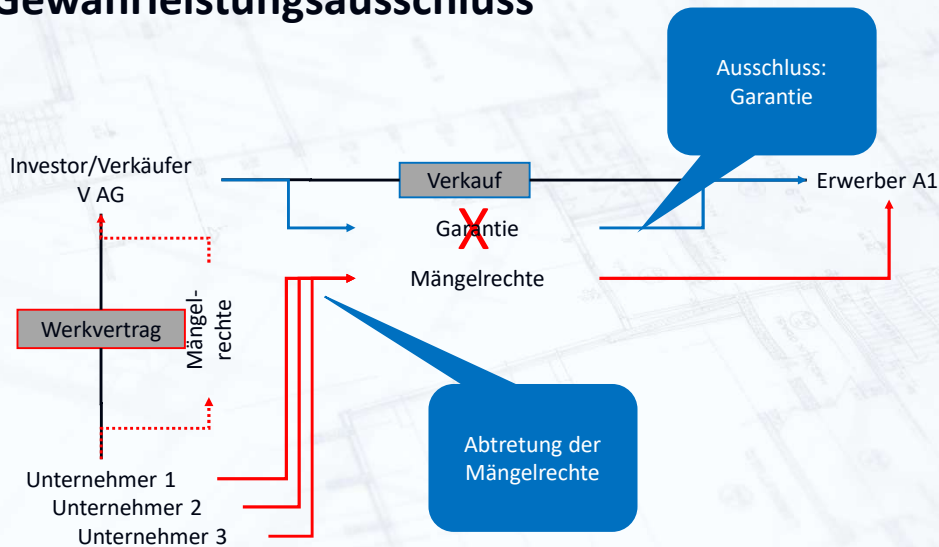 Gewährleistungsausschluss
Ausschluss:
Garantie
Investor/Verkäufer
V AG
Verkauf
Erwerber A1
Garantie
X
Mängelrechte
Werkvertrag
Mängel-
rechte
Abtretung der
Mängelrechte
Unternehmer 1
Unternehmer 2
Unternehmer 3